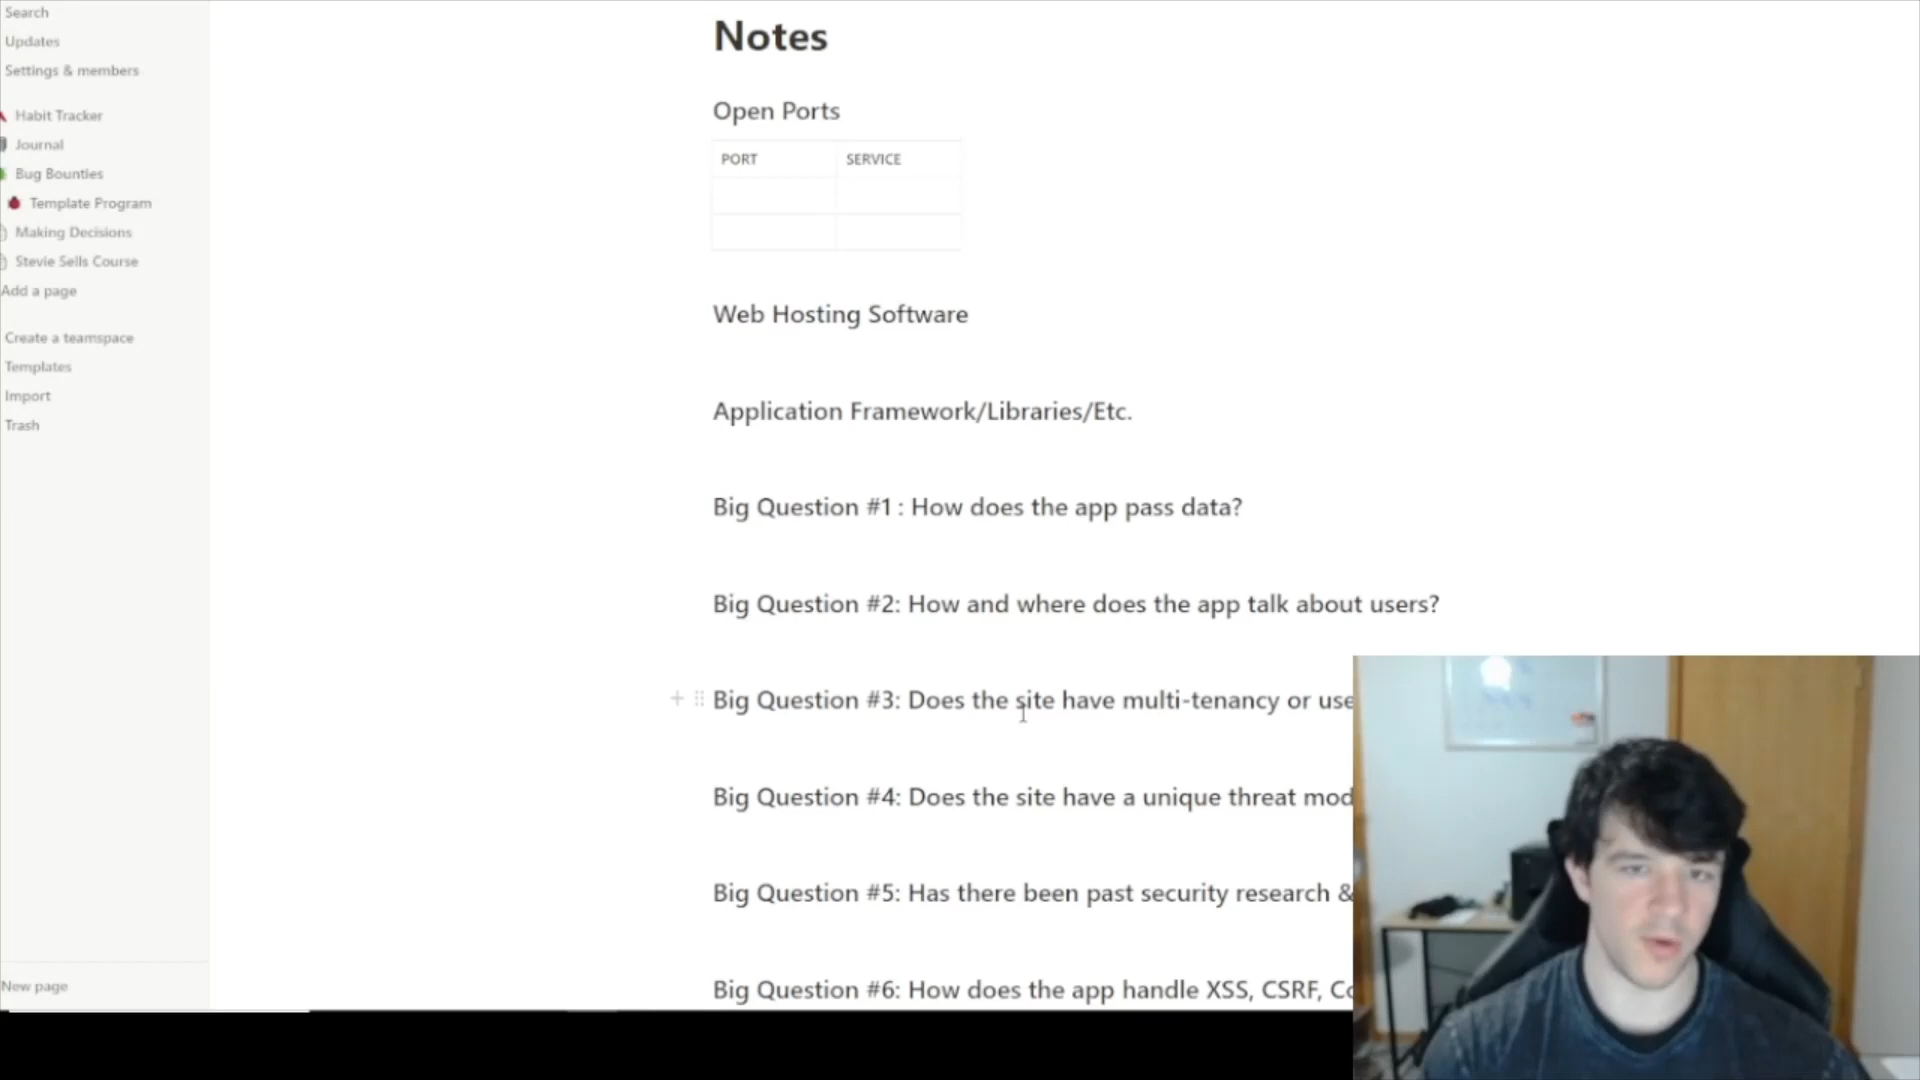 Search
Updates
Settings & members
Habit Tracker
Journal
Bug Bounties
Template Program
Making Decisions
Stevie Sells Course
Add a page
Create a teamspace
Templates
Import
Trash
New page
Notes
Open Ports
PORT SERVICE
Web Hosting Software
Application Framework/Libraries/Etc.
Big Question #1 : How does the app pass data?
Big Question #2: How and where does the app talk about users?
Big Question #3: Does the site have multi-tenancy or use
Big Question #4: Does the site have a unique threat mod
Big Question #5: Has there been past security research &
Big Question #6: How does the app handle XSS, CSRF,